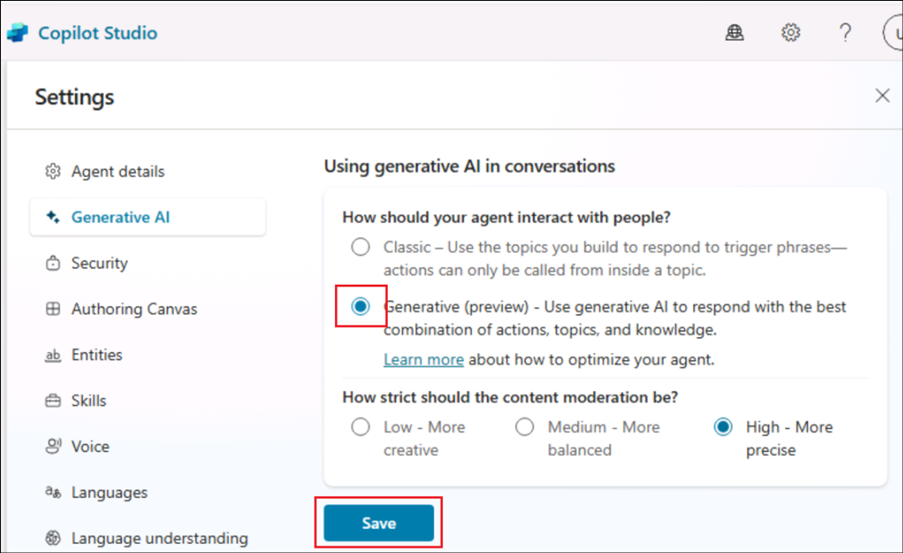 Copilot Studio
Settings
Agent details
Generative AI
Security
Authoring Canvas
Entities
Skills
Voice
Languages
Language understanding
Using generative AI in conversations
How should your agent interact with people?
Classic – Use the topics you build to respond to trigger phrases—
actions can only be called from inside a topic.
Generative (preview) - Use generative AI to respond with the best
combination of actions, topics, and knowledge.
Learn more about how to optimize your agent.
How strict should the content moderation be?
Low - More
creative
Medium - More
balanced
High - More
precise
Save